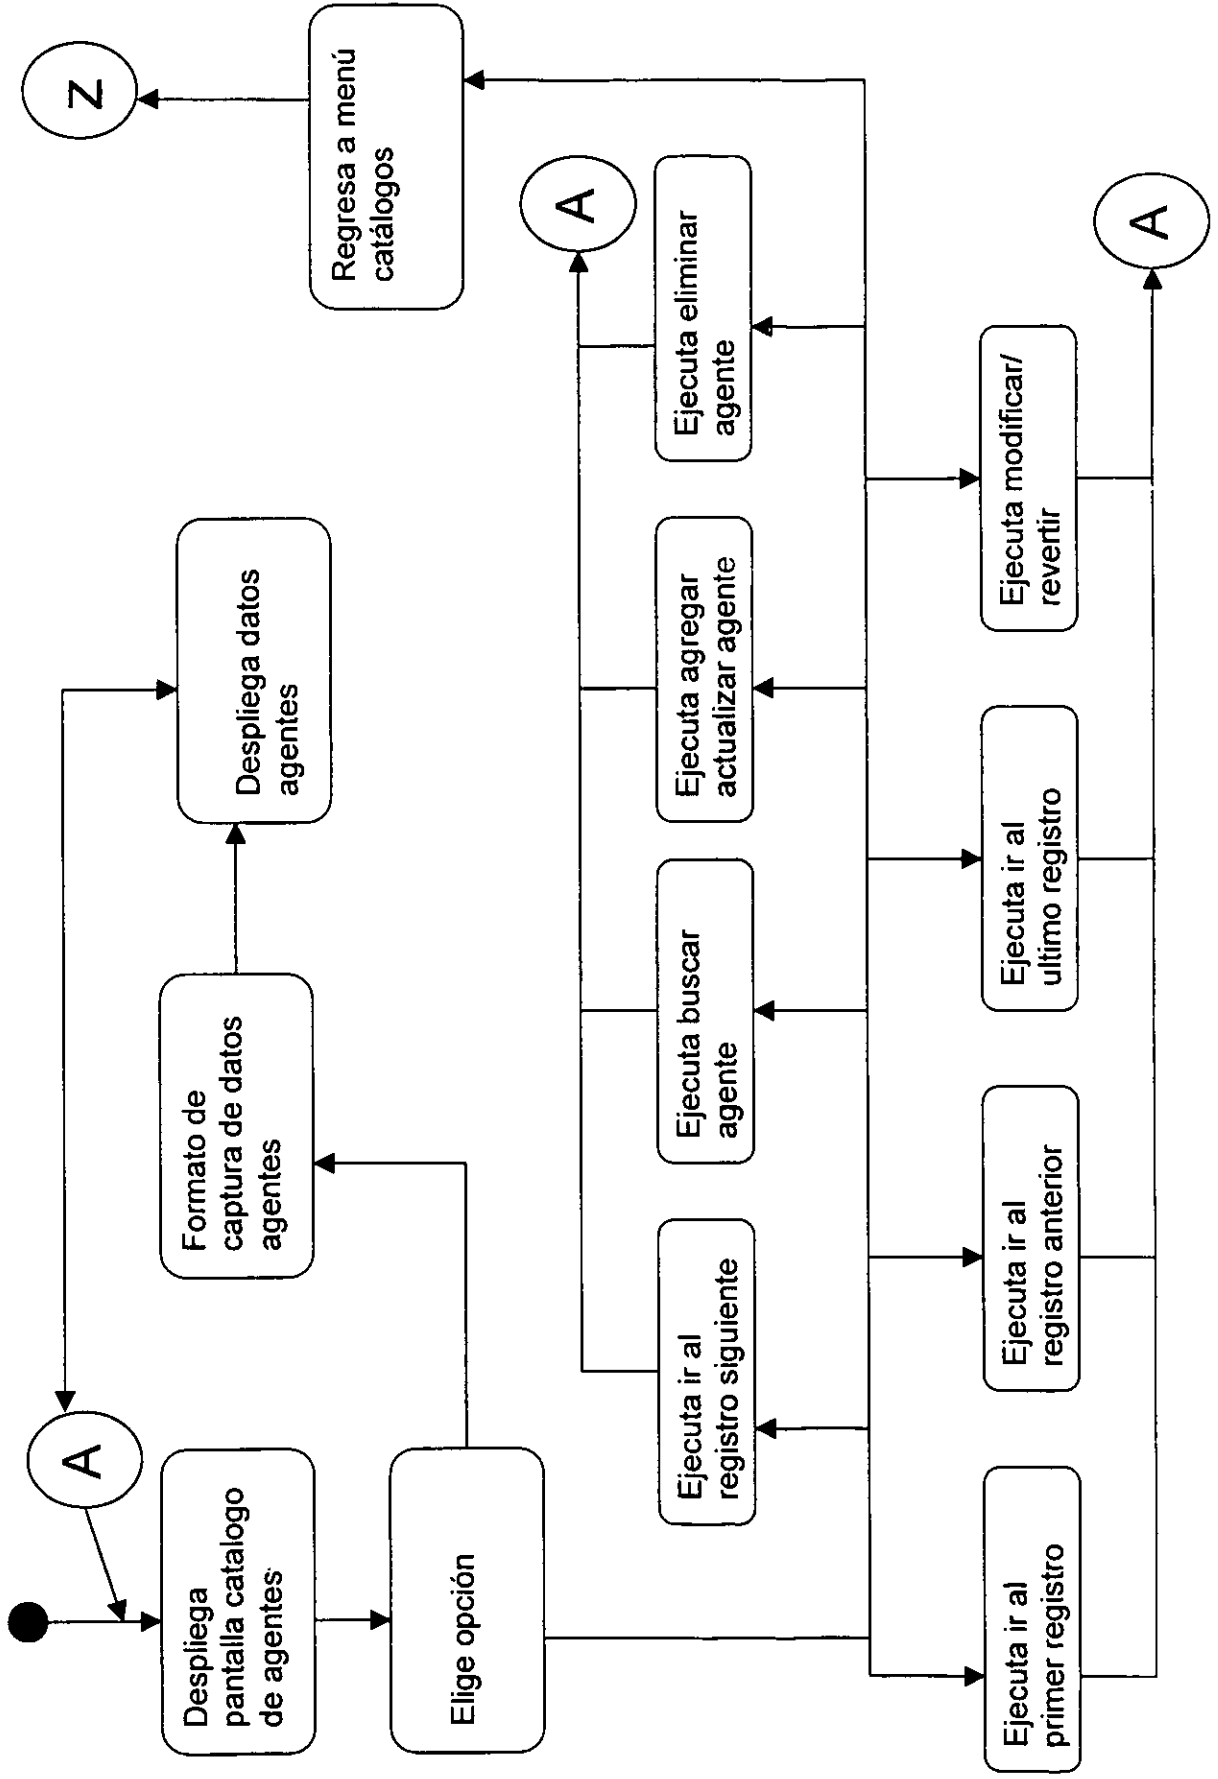 A
Despliega
pantalla catalogo
de agentes
Elige opción
Formato de
captura de datos
agentes
Despliega datos
agentes
Regresa a menú
catálogos
Z
Ejecuta ir al
registro siguiente
Ejecuta buscar
agente
Ejecuta agregar
actualizar agente
Ejecuta eliminar
agente
A
Ejecuta ir al
primer registro
Ejecuta ir al
registro anterior
Ejecuta ir al
ultimo registro
Ejecuta modificar/
revertir
A